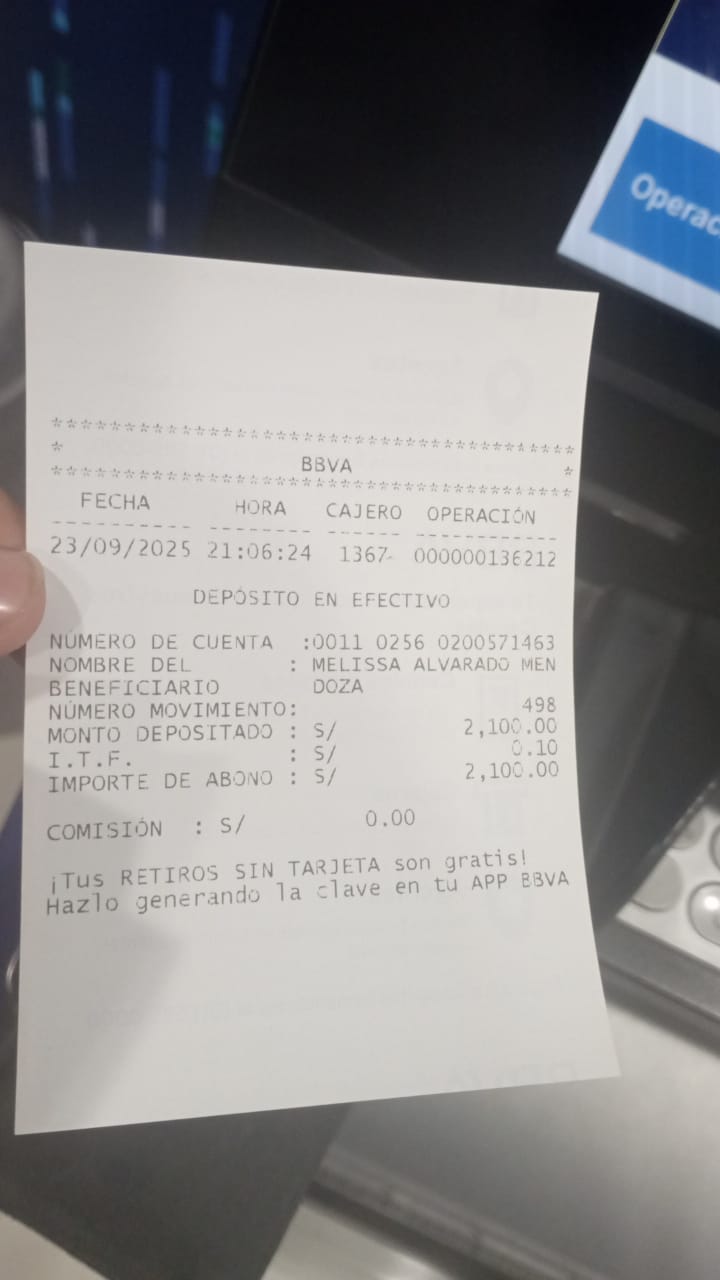 Operac
****************************************
* BBVA *
****************************************
FECHA HORA CAJERO OPERACIÓN
---------- -------- ------ ------------
23/09/2025 21:06:24 1367 000000136212
DEPÓSITO EN EFECTIVO
NÚMERO DE CUENTA :0011 0256 0200571463
NOMBRE DEL : MELISSA ALVARADO MEN
BENEFICIARIO DOZA
NÚMERO MOVIMIENTO: 498
MONTO DEPOSITADO : S/ 2,100.00
I.T.F. : S/ 0.10
IMPORTE DE ABONO : S/ 2,100.00
COMISIÓN : S/ 0.00
¡Tus RETIROS SIN TARJETA son gratis!
Hazlo generando la clave en tu APP BBVA